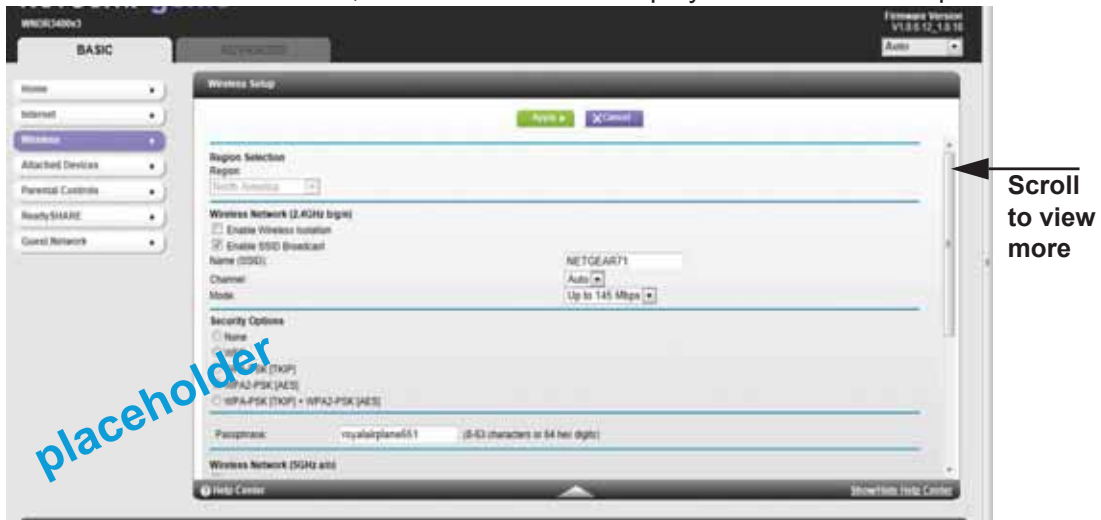 WNDR3400v3
Firmware Version
BASIC
ADVANCED
Auto
Home
Internet
Wireless
Attached Devices
Parental Controls
ReadySHARE
Guest Network
Wireless Setup
Apply
X Cancel
Region Selection
Region:
North America
Wireless Network (2.4GHz b/g/n)
Enable Wireless Isolation
Enable SSID Broadcast
Name (SSID):
NETGEAR71
Channel:
Auto
Mode:
Up to 145 Mbps
Security Options
None
WPA2-PSK [AES]
WPA-PSK [TKIP] + WPA2-PSK [AES]
Passphrase:
royalairplane551
(8-63 characters or 64 hex digits)
Wireless Network (5GHz a/n)
Help Center
Show/Hide Help Center
placeholder
Scroll
to view
more